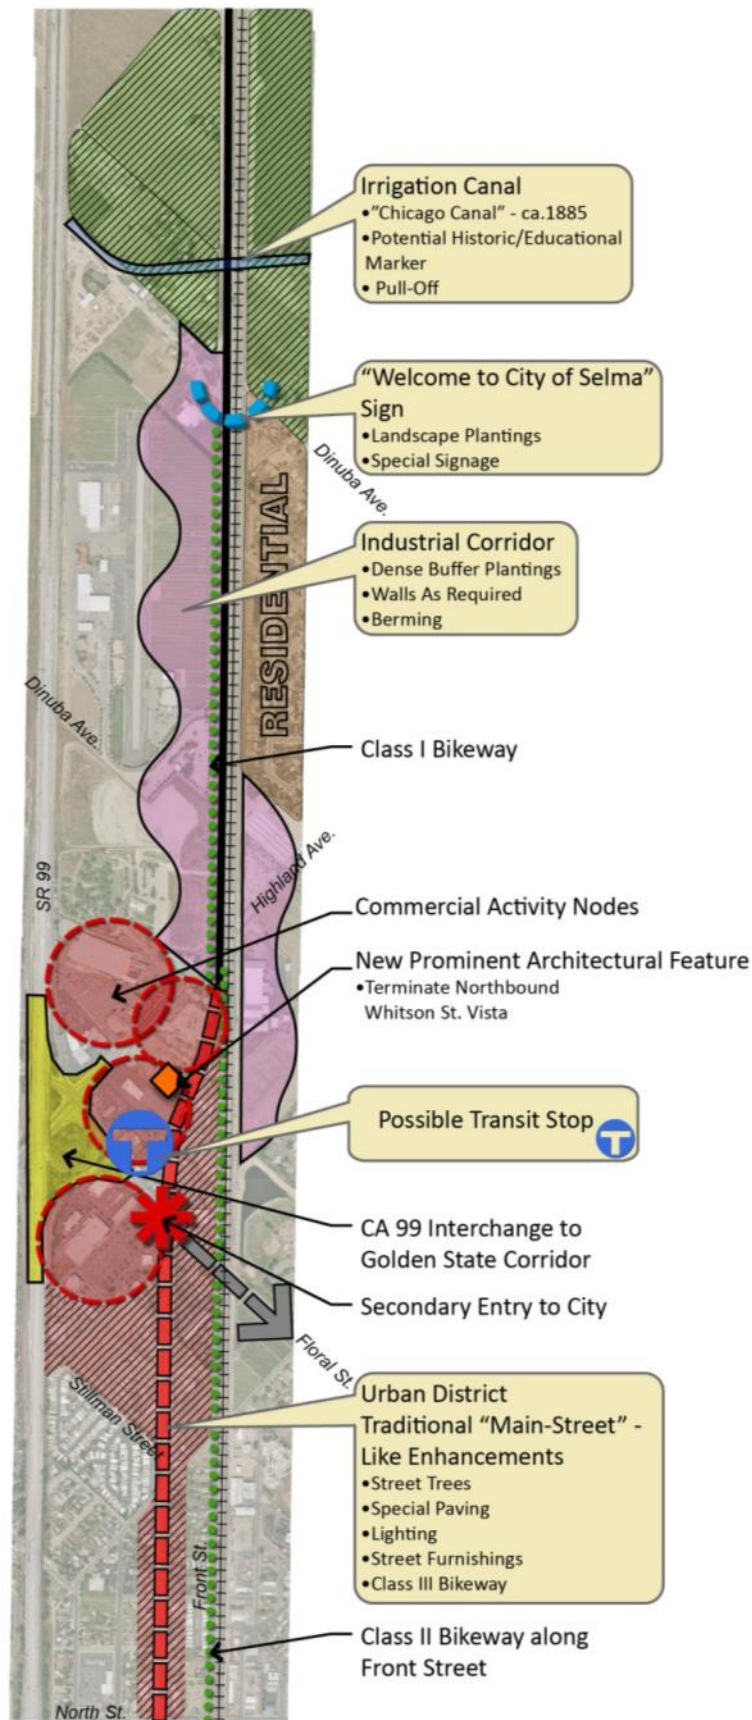 Irrigation Canal
•"Chicago Canal" - ca.1885
•Potential Historic/Educational
Marker
• Pull-Off
"Welcome to City of Selma"
Sign
•Landscape Plantings
•Special Signage
Dinuba Ave.
RESIDENTIAL
Industrial Corridor
•Dense Buffer Plantings
•Walls As Required
•Berming
Dinuba Ave.
Class I Bikeway
SR 99
Highland Ave.
Commercial Activity Nodes
New Prominent Architectural Feature
•Terminate Northbound
Whitson St. Vista
Possible Transit Stop T
T
CA 99 Interchange to
Golden State Corridor
Secondary Entry to City
Floral St.
Stillman Street
Urban District
Traditional "Main-Street" -
Like Enhancements
•Street Trees
•Special Paving
•Lighting
•Street Furnishings
•Class III Bikeway
Front St.
Class II Bikeway along
Front Street
North St.